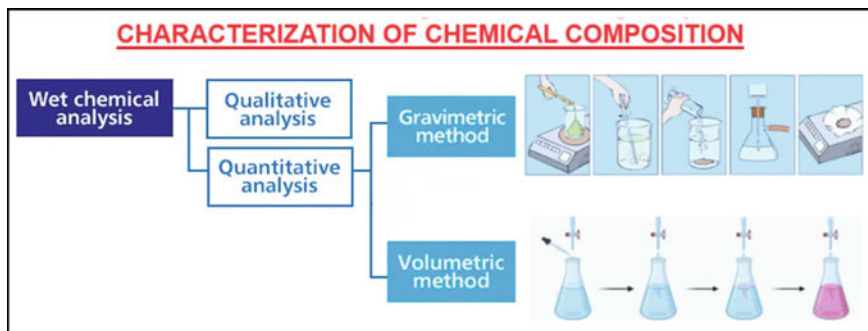 CHARACTERIZATION OF CHEMICAL COMPOSITION
Wet chemical
analysis
Qualitative
analysis
Quantitative
analysis
Gravimetric
method
Volumetric
method